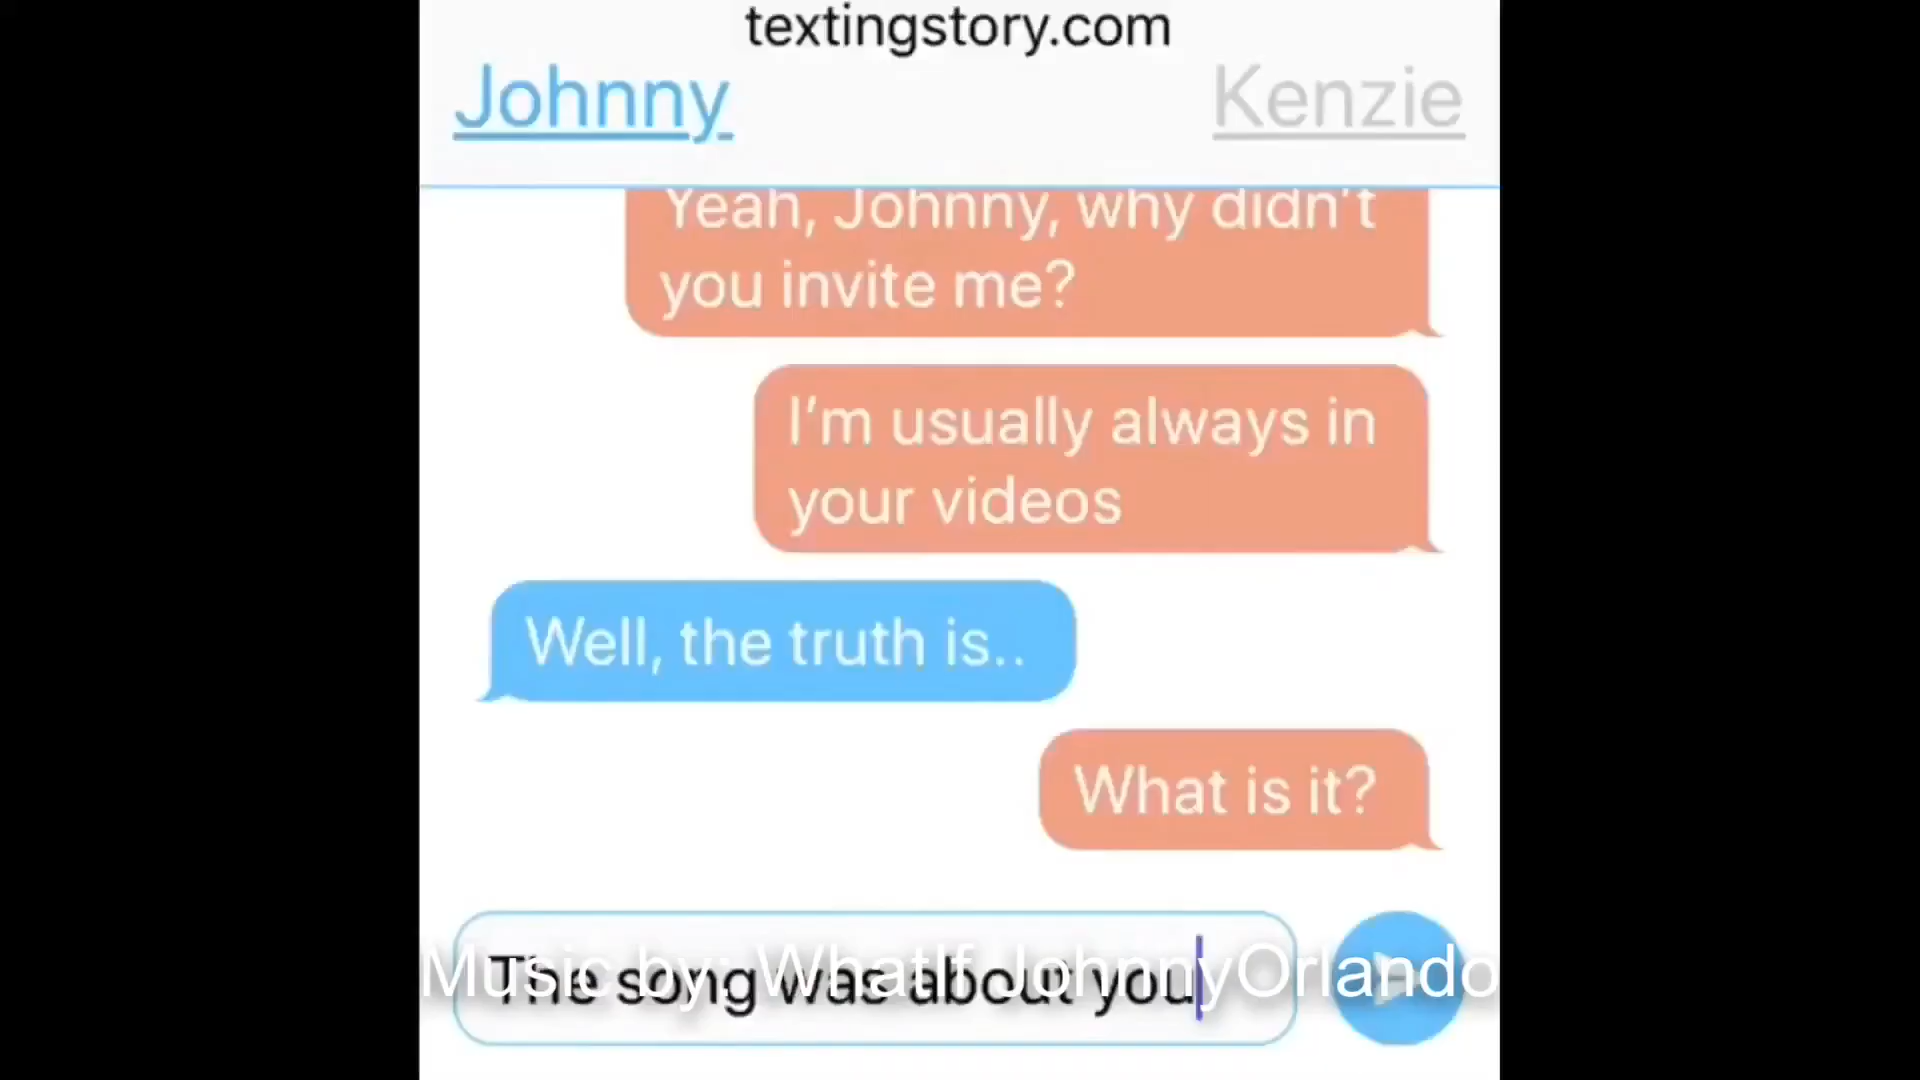 textingstory.com
Johnny
Kenzie
Yeah, Johnny, why didn't
you invite me?
I'm usually always in
your videos
Well, the truth is..
What is it?
The song was about you
Music by: WhatIf JohnnyOrlando